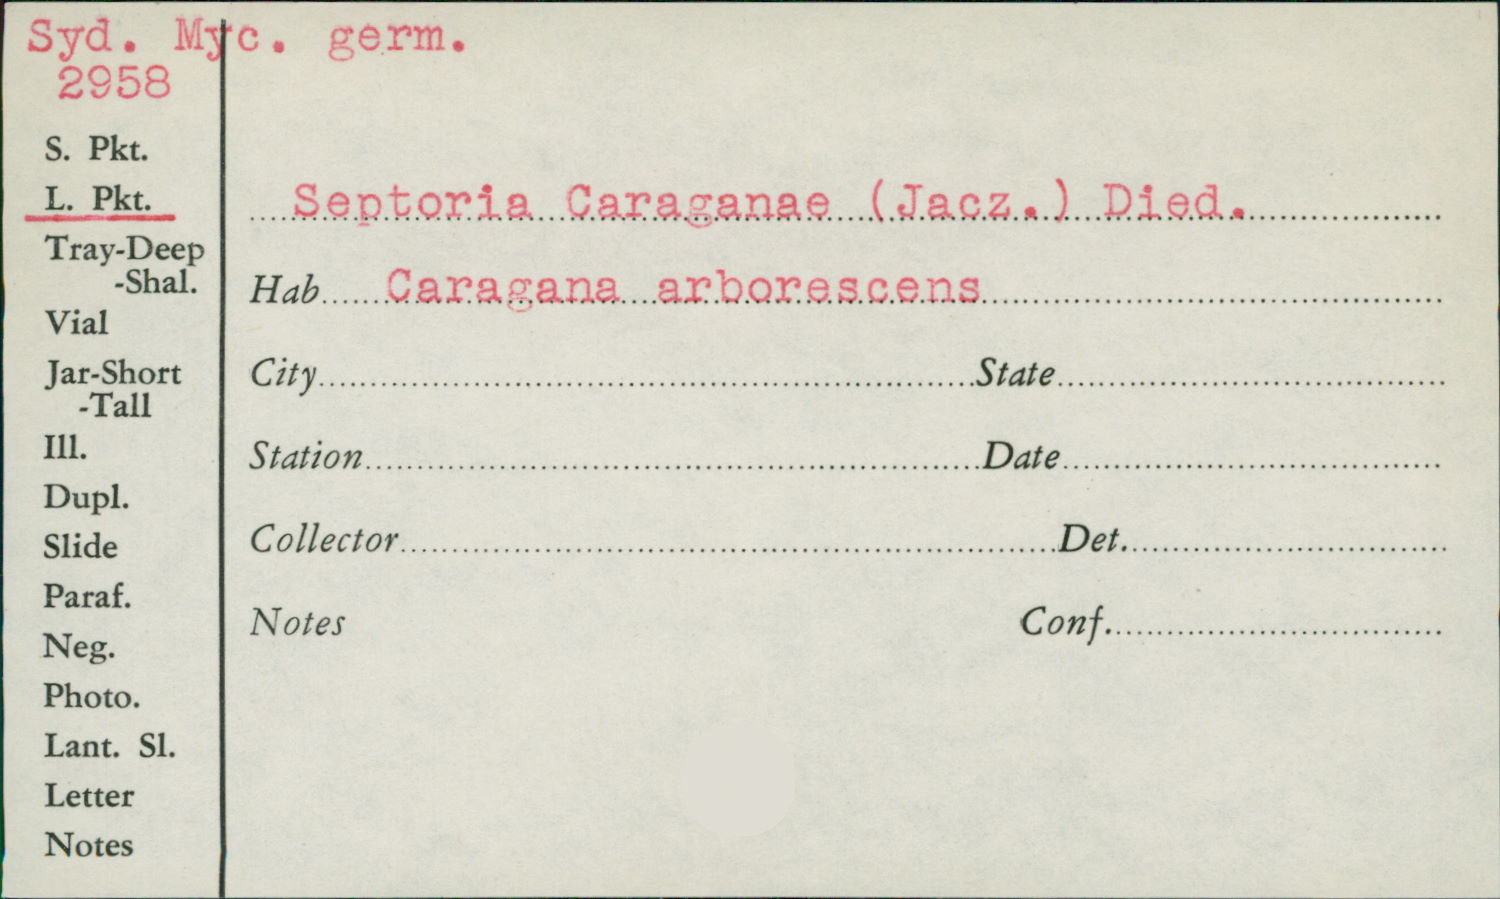 Syd. Myc. germ.
2958
S. Pkt.
L. Pkt.
Tray-Deep
-Shal.
Vial
Jar-Short
-Tall
Ill.
Dupl.
Slide
Paraf.
Neg.
Photo.
Lant. Sl.
Letter
Notes
Septoria Caraganae (Jacz.) Died.
Hab Caragana arborescens
City State
Station Date
Collector Det.
Notes Conf.